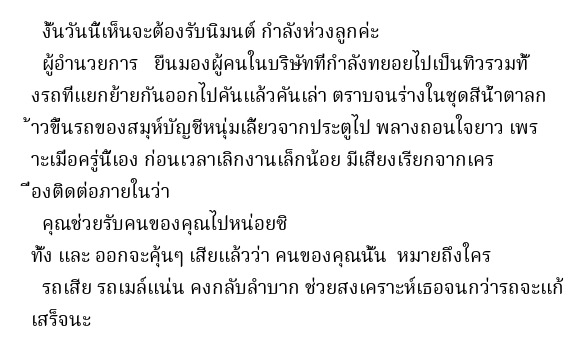 งั้นวันนี้เห็นจะต้องรับนิมนต์ กำลังห่วงลูกค่ะ
ผู้อำนวยการ ยืนมองผู้คนในบริษัทที่กำลังทยอยไปเป็นทิวรวมทั้
งรถที่แยกย้ายกันออกไปคันแล้วคันเล่า ตราบจนร่างในชุดสีน้ำตาลก
้าวขึ้นรถของสมุห์บัญชีหนุ่มเลี้ยวจากประตูไป พลางถอนใจยาว เพร
าะเมื่อครู่นี้เอง ก่อนเวลาเลิกงานเล็กน้อย มีเสียงเรียกจากเคร
ื่องติดต่อภายในว่า
คุณช่วยรับคนของคุณไปหน่อยซิ
ทั้ง และ ออกจะคุ้นๆ เสียแล้วว่า คนของคุณนั้น หมายถึงใคร
รถเสีย รถเมล์แน่น คงกลับลำบาก ช่วยสงเคราะห์เธอจนกว่ารถจะแก้
เสร็จนะ